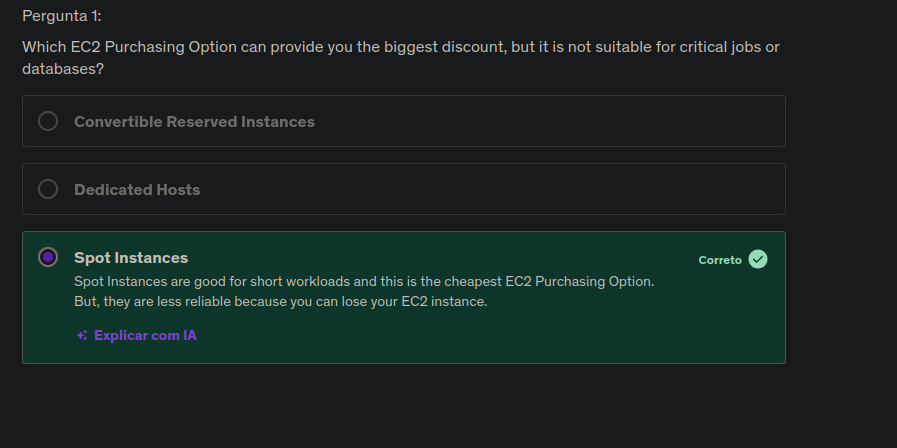 Pergunta 1:
Which EC2 Purchasing Option can provide you the biggest discount, but it is not suitable for critical jobs or
databases?
Convertible Reserved Instances
Dedicated Hosts
Spot Instances
Correto
Spot Instances are good for short workloads and this is the cheapest EC2 Purchasing Option.
But, they are less reliable because you can lose your EC2 instance.
Explicar com IA